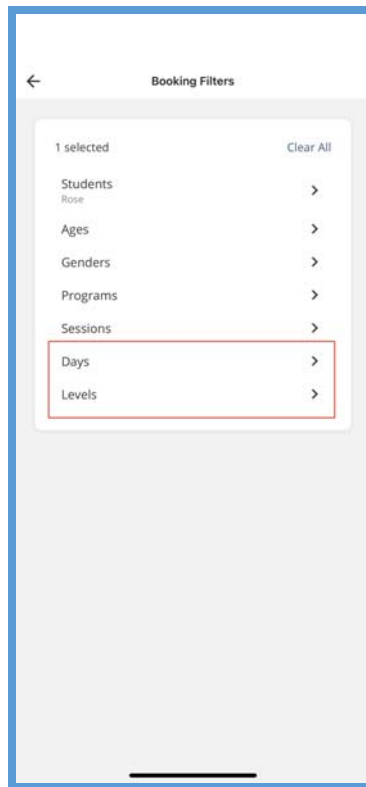 Booking Filters
1 selected Clear All
Students
Rose
Ages
Genders
Programs
Sessions
Days
Levels